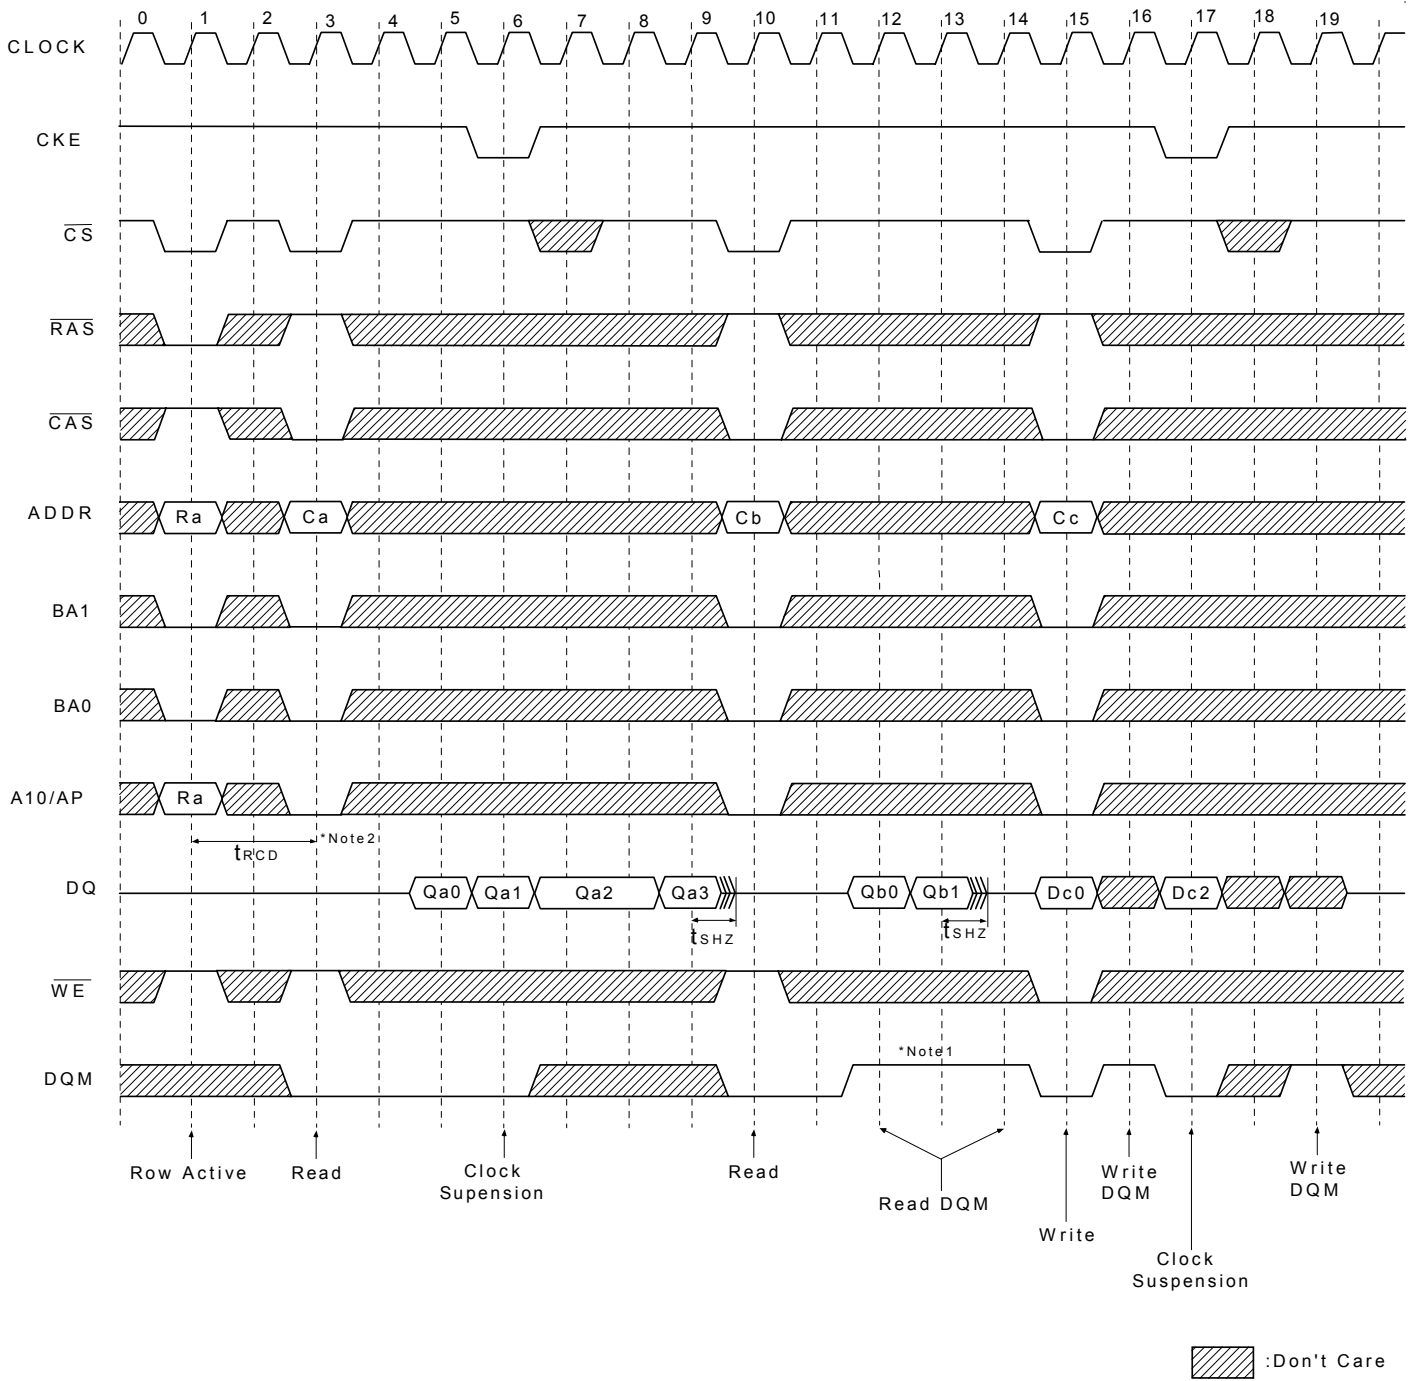 0 1 2 3 4 5 6 7 8 9 10 11 12 13 14 15 16 17 18 19
CLOCK
CKE
CS
RAS
CAS
ADDR Ra Ca Cb Cc
BA1
BA0
A10/AP Ra
tRCD *Note2
DQ Qa0 Qa1 Qa2 Qa3 Qb0 Qb1 Dc0 Dc2
tSHZ tSHZ
WE
*Note1
DQM
Row Active Read Clock Read Write Write
Supension DQM DQM
Read DQM
Write
Clock
Suspension
:Don't Care